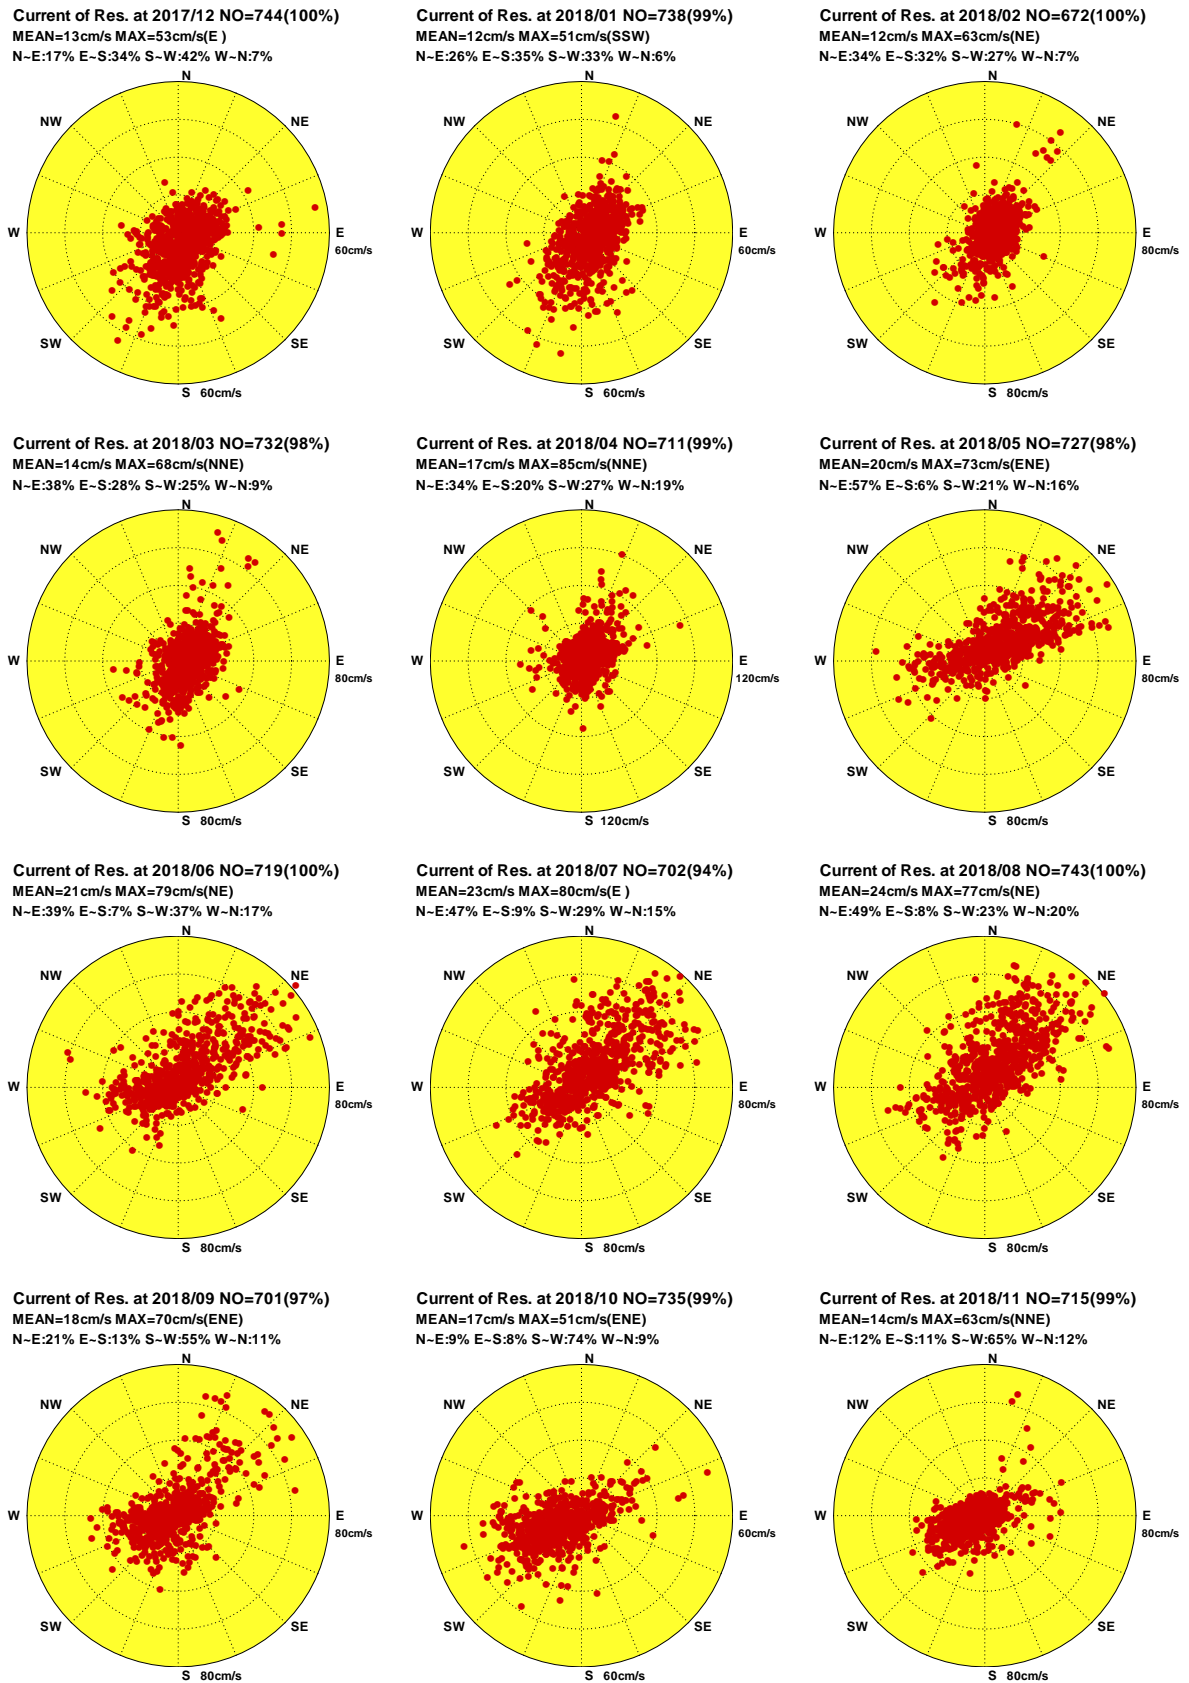 Current of Res. at 2017/12 NO=744(100%)
MEAN=13cm/s MAX=53cm/s(E )
N~E:17% E~S:34% S~W:42% W~N:7%
N
NW
NE
W
E
60cm/s
SW
SE
S 60cm/s
Current of Res. at 2018/01 NO=738(99%)
MEAN=12cm/s MAX=51cm/s(SSW)
N~E:26% E~S:35% S~W:33% W~N:6%
N
NW
NE
W
E
60cm/s
SW
SE
S 60cm/s
Current of Res. at 2018/02 NO=672(100%)
MEAN=12cm/s MAX=63cm/s(NE)
N~E:34% E~S:32% S~W:27% W~N:7%
N
NW
NE
W
E
80cm/s
SW
SE
S 80cm/s
Current of Res. at 2018/03 NO=732(98%)
MEAN=14cm/s MAX=68cm/s(NNE)
N~E:38% E~S:28% S~W:25% W~N:9%
N
NW
NE
W
E
80cm/s
SW
SE
S 80cm/s
Current of Res. at 2018/04 NO=711(99%)
MEAN=17cm/s MAX=85cm/s(NNE)
N~E:34% E~S:20% S~W:27% W~N:19%
N
NW
NE
W
E
120cm/s
SW
SE
S 120cm/s
Current of Res. at 2018/05 NO=727(98%)
MEAN=20cm/s MAX=73cm/s(ENE)
N~E:57% E~S:6% S~W:21% W~N:16%
N
NW
NE
W
E
80cm/s
SW
SE
S 80cm/s
Current of Res. at 2018/06 NO=719(100%)
MEAN=21cm/s MAX=79cm/s(NE)
N~E:39% E~S:7% S~W:37% W~N:17%
N
NW
NE
W
E
80cm/s
SW
SE
S 80cm/s
Current of Res. at 2018/07 NO=702(94%)
MEAN=23cm/s MAX=80cm/s(E )
N~E:47% E~S:9% S~W:29% W~N:15%
N
NW
NE
W
E
80cm/s
SW
SE
S 80cm/s
Current of Res. at 2018/08 NO=743(100%)
MEAN=24cm/s MAX=77cm/s(NE)
N~E:49% E~S:8% S~W:23% W~N:20%
N
NW
NE
W
E
80cm/s
SW
SE
S 80cm/s
Current of Res. at 2018/09 NO=701(97%)
MEAN=18cm/s MAX=70cm/s(ENE)
N~E:21% E~S:13% S~W:55% W~N:11%
N
NW
NE
W
E
80cm/s
SW
SE
S 80cm/s
Current of Res. at 2018/10 NO=735(99%)
MEAN=17cm/s MAX=51cm/s(ENE)
N~E:9% E~S:8% S~W:74% W~N:9%
N
NW
NE
W
E
60cm/s
SW
SE
S 60cm/s
Current of Res. at 2018/11 NO=715(99%)
MEAN=14cm/s MAX=63cm/s(NNE)
N~E:12% E~S:11% S~W:65% W~N:12%
N
NW
NE
W
E
80cm/s
SW
SE
S 80cm/s